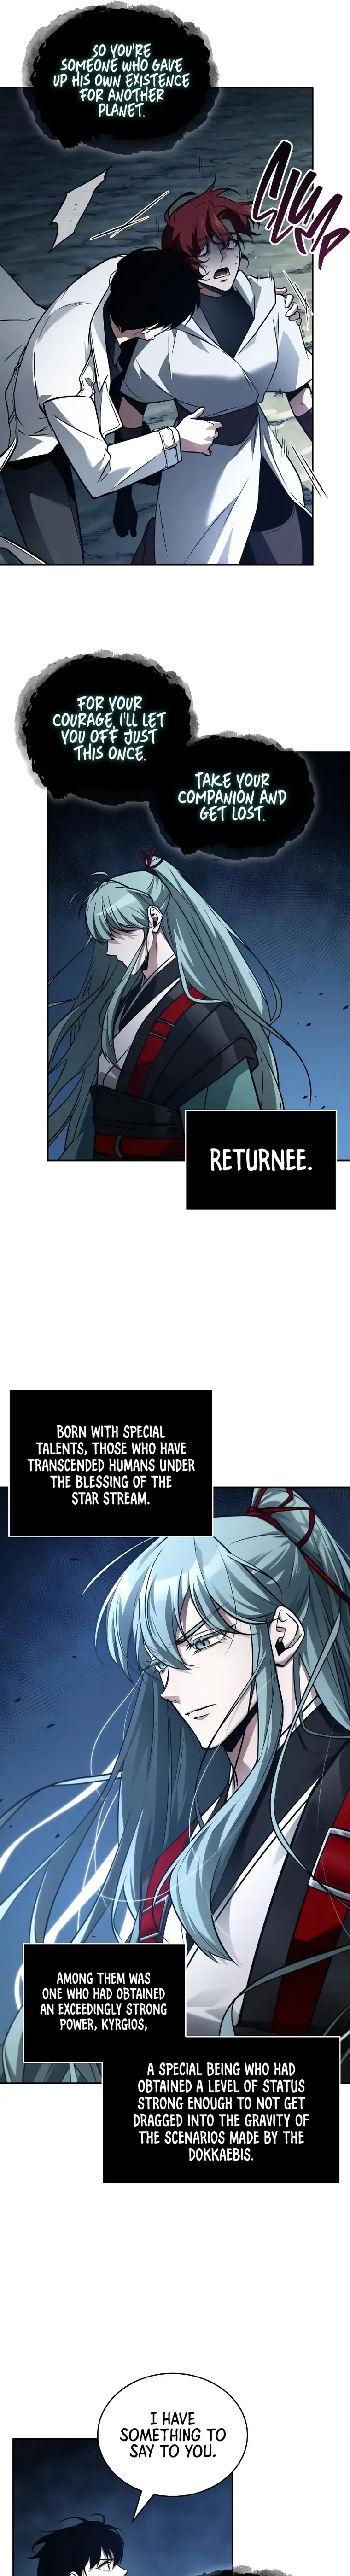 SO YOU'RE
SOMEONE WHO GAVE
UP HIS OWN EXISTENCE
FOR ANOTHER
PLANET.
CLASP
FOR YOUR
COURAGE, I'LL LET
YOU OFF JUST
THIS ONCE.
TAKE YOUR
COMPANION AND
GET LOST.
RETURNEE.
BORN WITH SPECIAL
TALENTS, THOSE WHO HAVE
TRANSCENDED HUMANS UNDER
THE BLESSING OF THE
STAR STREAM.
AMONG THEM WAS
ONE WHO HAD OBTAINED
AN EXCEEDINGLY STRONG
POWER, KYRGIOS,
A SPECIAL BEING WHO HAD
OBTAINED A LEVEL OF STATUS
STRONG ENOUGH TO NOT GET
DRAGGED INTO THE GRAVITY OF
THE SCENARIOS MADE BY THE
DOKKAEBIS.
I HAVE
SOMETHING TO
SAY TO YOU.